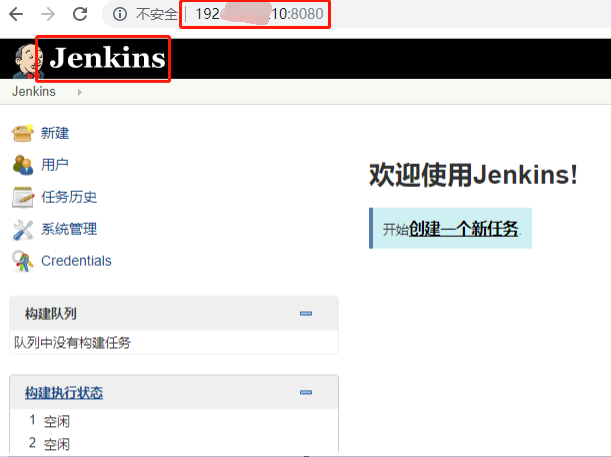 不安全 192 10:8080
Jenkins
Jenkins
新建
用户
任务历史
系统管理
Credentials
欢迎使用Jenkins!
开始创建一个新任务.
构建队列
队列中没有构建任务
构建执行状态
1 空闲
2 空闲